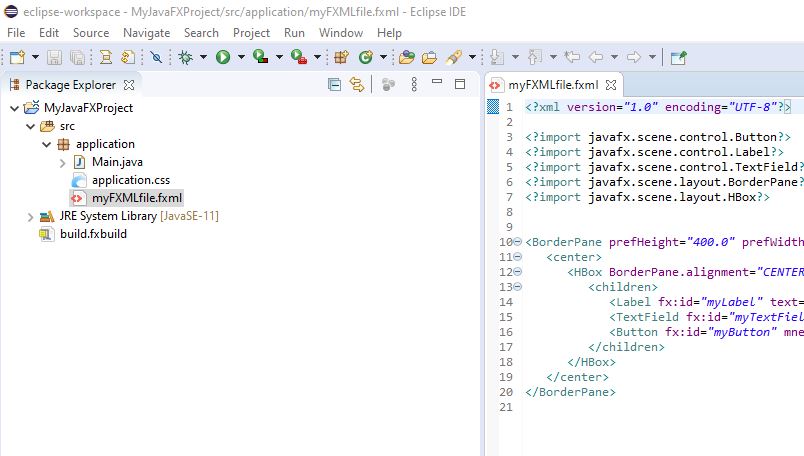 eclipse-workspace - MyJavaFXProject/src/application/myFXMLfile.fxml - Eclipse IDE
File Edit Source Navigate Search Project Run Window Help
Package Explorer
MyJavaFXProject
src
application
Main.java
application.css
myFXMLfile.fxml
JRE System Library [JavaSE-11]
build.fxbuild
myFXMLfile.fxml
1 <?xml version="1.0" encoding="UTF-8"?>
2
3 <?import javafx.scene.control.Button?>
4 <?import javafx.scene.control.Label?>
5 <?import javafx.scene.control.TextField?
6 <?import javafx.scene.layout.BorderPane?
7 <?import javafx.scene.layout.HBox?>
8
9
10 <BorderPane prefHeight="400.0" prefWidth
11 <center>
12 <HBox BorderPane.alignment="CENTER
13 <children>
14 <Label fx:id="myLabel" text=
15 <TextField fx:id="myTextFiel
16 <Button fx:id="myButton" mne
17 </children>
18 </HBox>
19 </center>
20 </BorderPane>
21